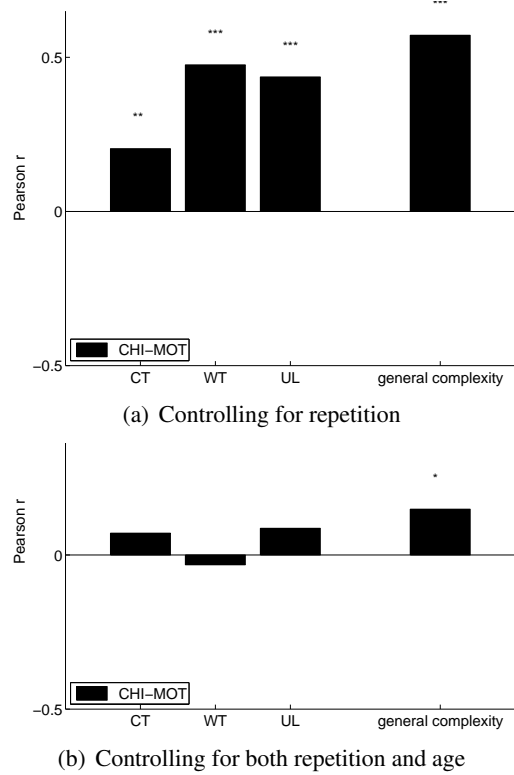 ***
***
***
**
0.5
0
−0.5
Pearson r
CHI−MOT
CT WT UL general complexity
(a) Controlling for repetition
*
0
−0.5
Pearson r
CHI−MOT
CT WT UL general complexity
(b) Controlling for both repetition and age